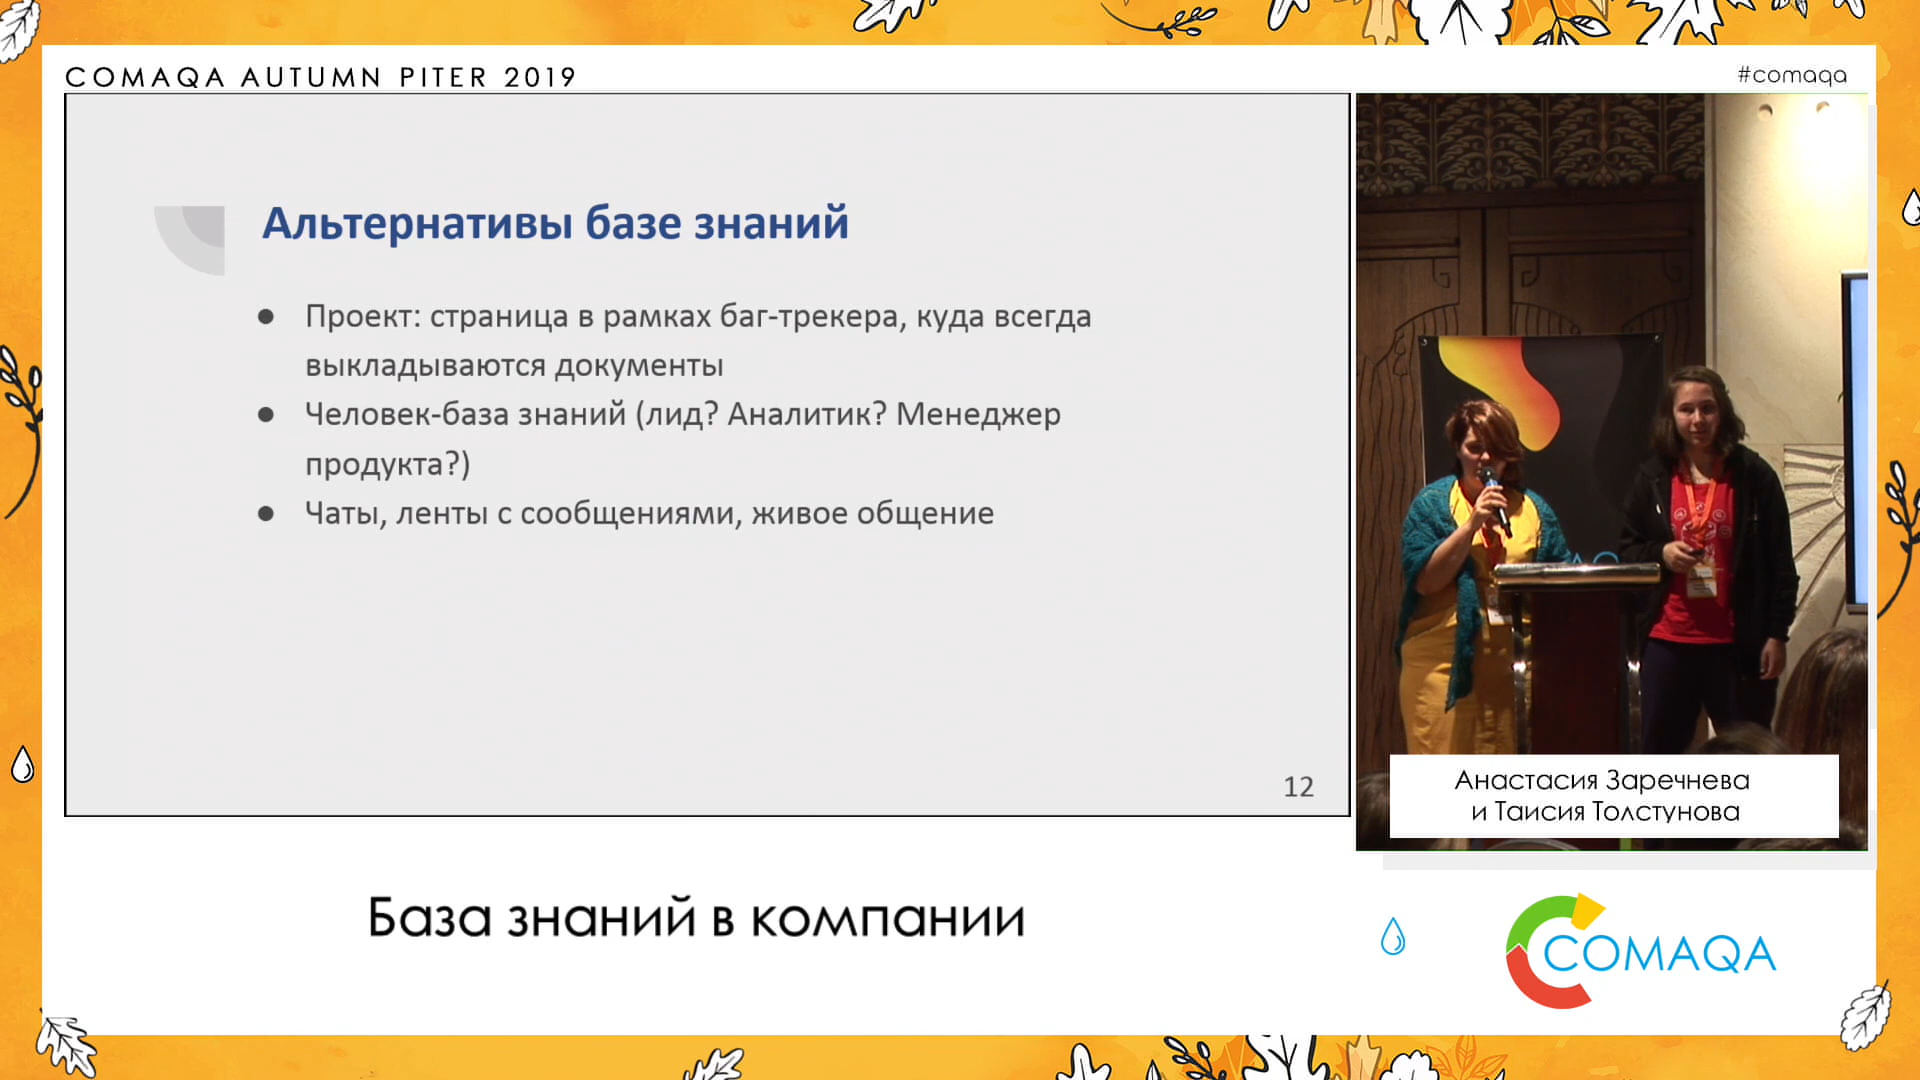 COMAQA AUTUMN PITER 2019
#comaqa
Альтернативы базе знаний
● Проект: страница в рамках баг-трекера, куда всегда
выкладываются документы
● Человек-база знаний (лид? Аналитик? Менеджер
продукта?)
● Чаты, ленты с сообщениями, живое общение
12
Анастасия Заречнева
и Таисия Толстунова
База знаний в компании
COMAQA